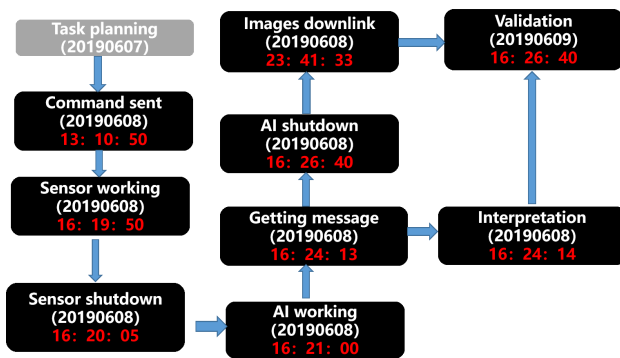 Task planning
(20190607)
Command sent
(20190608)
13: 10: 50
Sensor working
(20190608)
16: 19: 50
Sensor shutdown
(20190608)
16: 20: 05
AI working
(20190608)
16: 21: 00
Getting message
(20190608)
16: 24: 13
AI shutdown
(20190608)
16: 26: 40
Images downlink
(20190608)
23: 41: 33
Interpretation
(20190608)
16: 24: 14
Validation
(20190609)
16: 26: 40